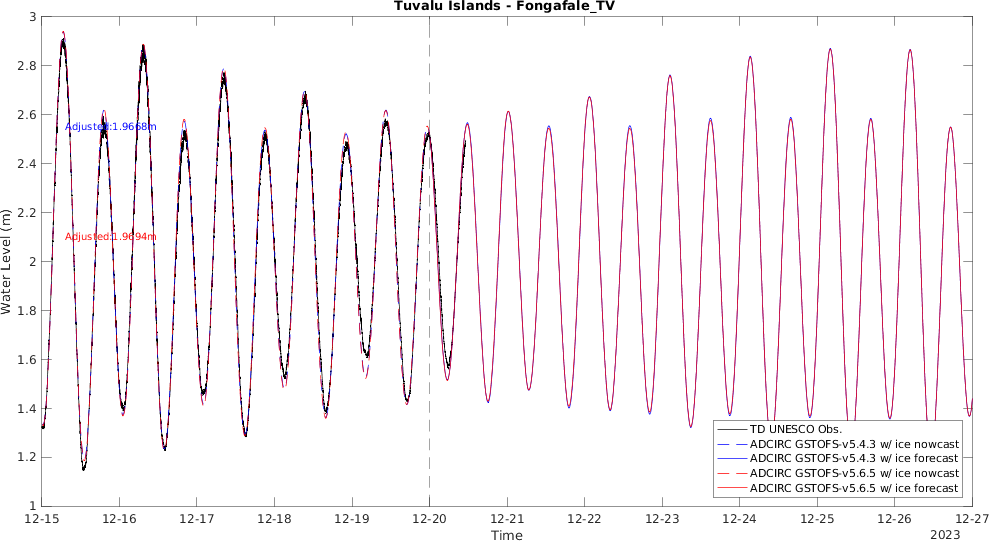 Tuvalu Islands - Fongafale_TV
3
2.8
2.6
Adjusted:1.9668m
2.4
2.2
Adjusted:1.9694m
2
1.8
1.6
1.4
1.2
1
Water Level (m)
TD UNESCO Obs.
ADCIRC GSTOFS-v5.4.3 w/ ice nowcast
ADCIRC GSTOFS-v5.4.3 w/ ice forecast
ADCIRC GSTOFS-v5.6.5 w/ ice nowcast
ADCIRC GSTOFS-v5.6.5 w/ ice forecast
12-15 12-16 12-17 12-18 12-19 12-20 12-21 12-22 12-23 12-24 12-25 12-26 12-27
Time
2023